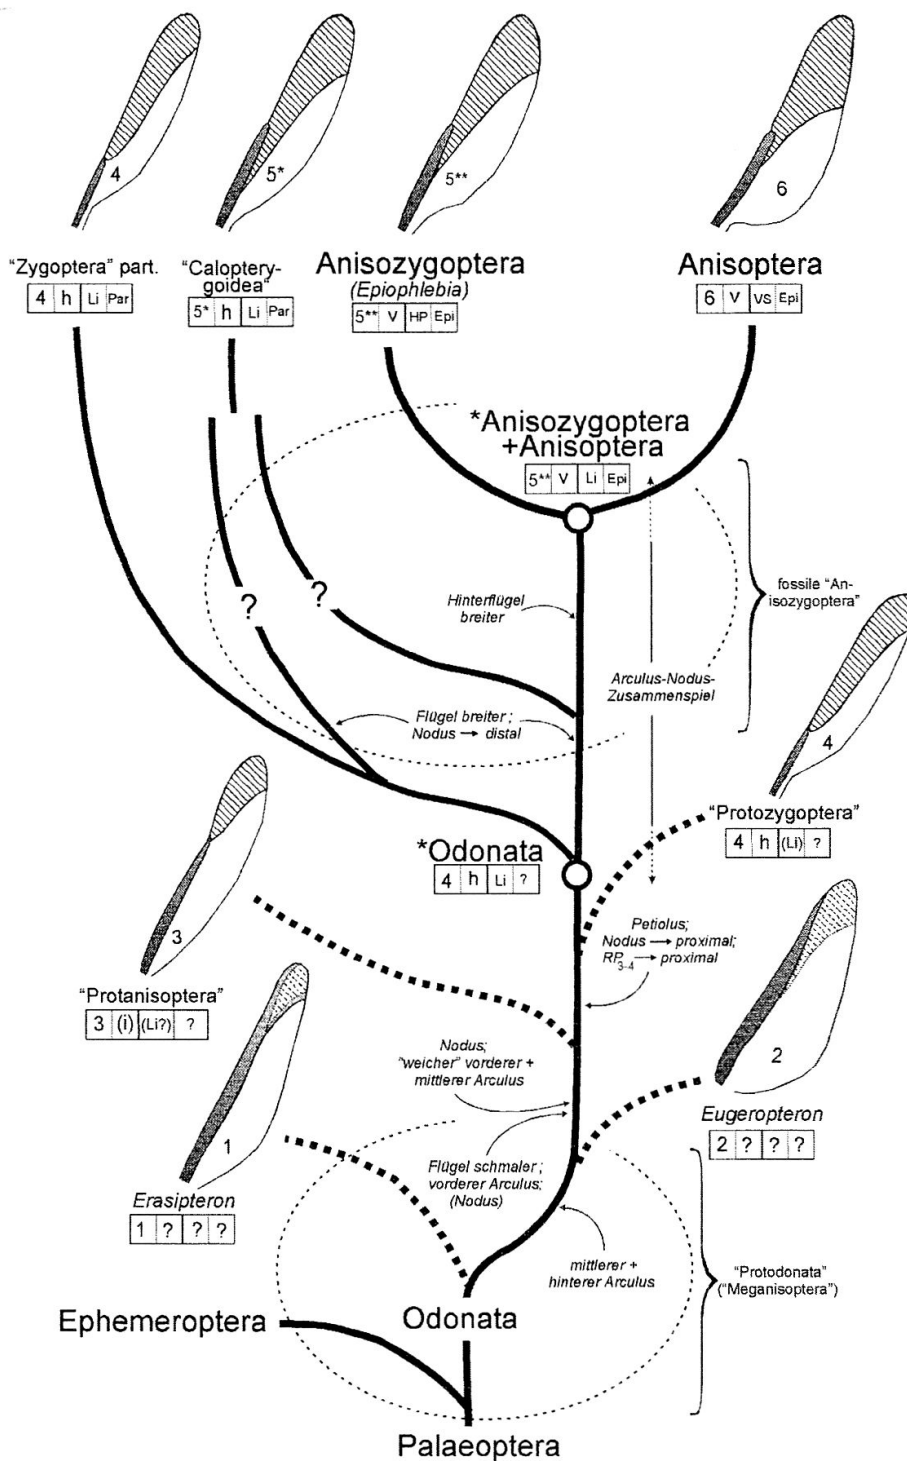 4
5*
5**
6
"Zygoptera" part.
4 h Li Par
"Caloptery-
goidea"
5* h Li Par
Anisozygoptera
(Epiophlebia)
5** V HP Epi
Anisoptera
6 V VS Epi
*Anisozygoptera
+Anisoptera
5** V Li Epi
?
?
fossile "An-
isozygoptera"
Hinterflügel
breiter
Arculus-Nodus-
Zusammenspiel
Flügel breiter ;
Nodus → distal
4
"Protozygoptera"
4 h (Li) ?
*Odonata
4 h Li ?
3
"Protanisoptera"
3 (i) (Li?) ?
Petiolus;
Nodus → proximal;
RP3-4 → proximal
2
Eugeropteron
2 ? ? ?
Nodus;
"weicher" vorderer +
mittlerer Arculus
1
Erasipteron
1 ? ? ?
Flügel schmaler ;
vorderer Arculus;
(Nodus)
mittlerer +
hinterer Arculus
"Protodonata"
("Meganisoptera")
Ephemeroptera
Odonata
Palaeoptera